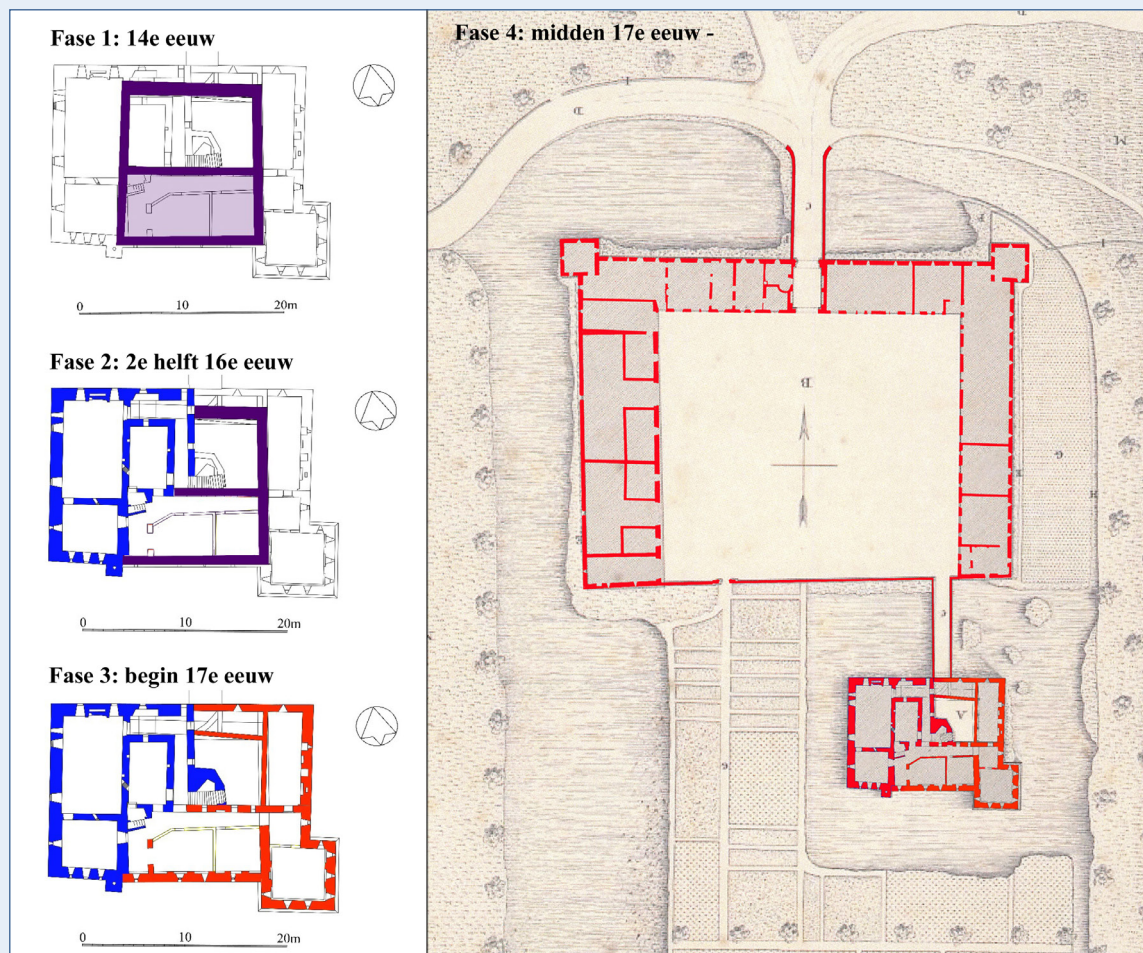 Fase 1: 14e eeuw
0 10 20m
Fase 2: 2e helft 16e eeuw
0 10 20m
Fase 3: begin 17e eeuw
0 10 20m
Fase 4: midden 17e eeuw -
D
I
D
M
C
F
I
B
G
K
H
E
C
A
G